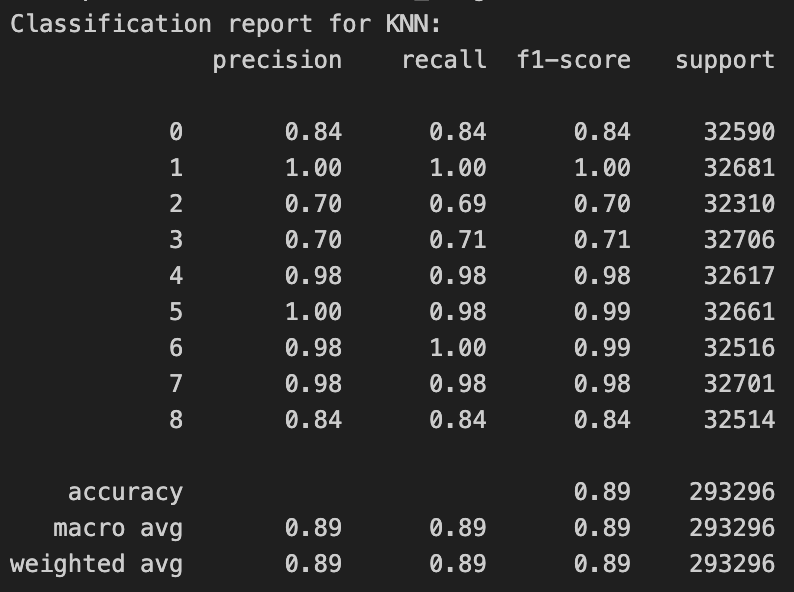 Classification report for KNN:
precision recall f1-score support
0 0.84 0.84 0.84 32590
1 1.00 1.00 1.00 32681
2 0.70 0.69 0.70 32310
3 0.70 0.71 0.71 32706
4 0.98 0.98 0.98 32617
5 1.00 0.98 0.99 32661
6 0.98 1.00 0.99 32516
7 0.98 0.98 0.98 32701
8 0.84 0.84 0.84 32514
accuracy 0.89 293296
macro avg 0.89 0.89 0.89 293296
weighted avg 0.89 0.89 0.89 293296